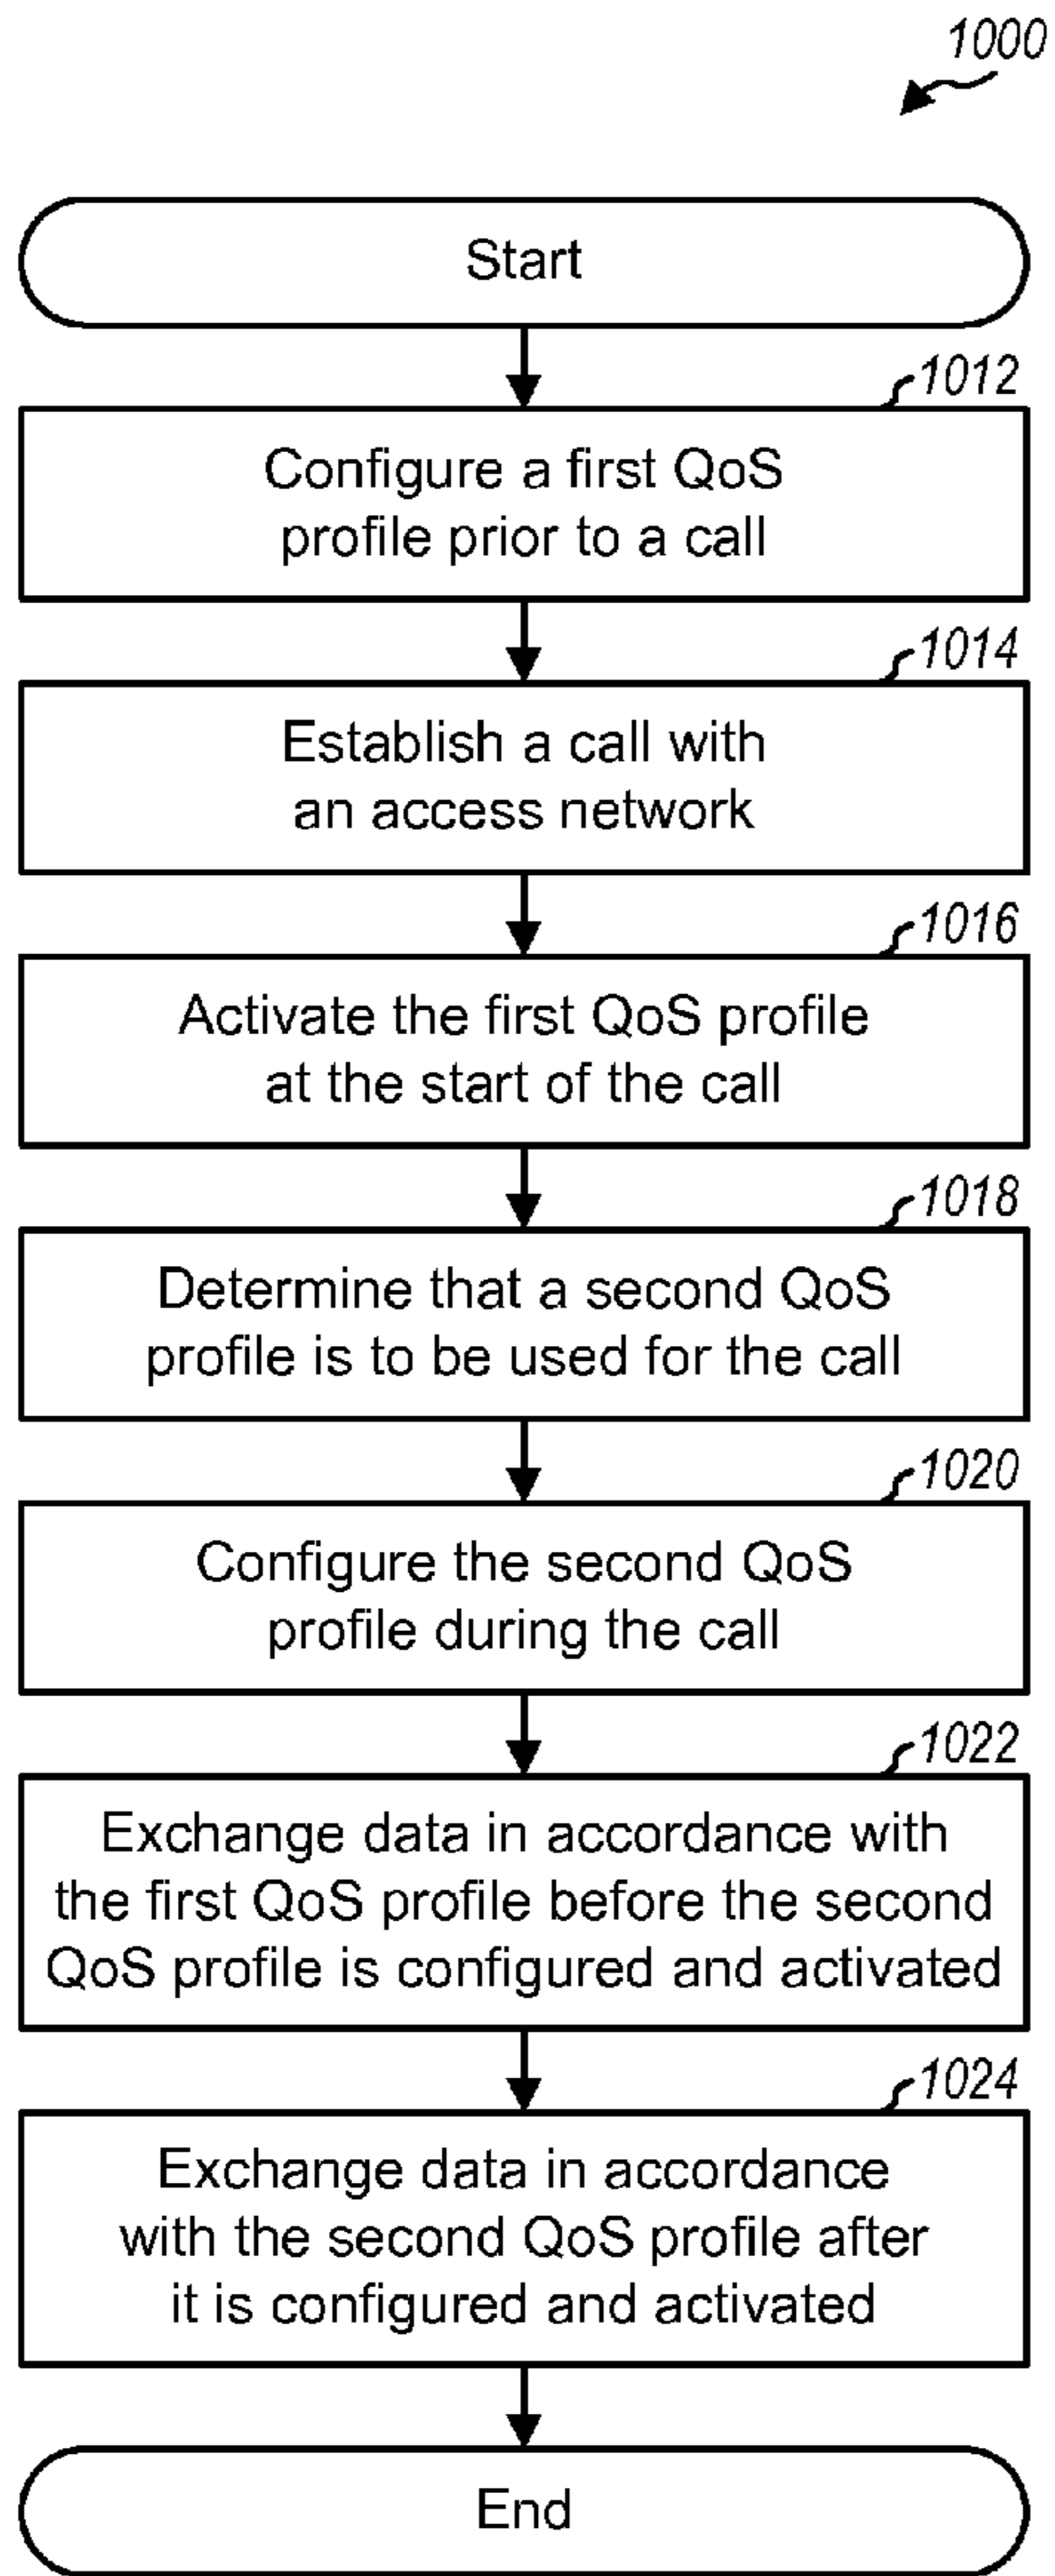 1000
Start
1012
Configure a first QoS
profile prior to a call
1014
Establish a call with
an access network
1016
Activate the first QoS profile
at the start of the call
1018
Determine that a second QoS
profile is to be used for the call
1020
Configure the second QoS
profile during the call
1022
Exchange data in accordance with
the first QoS profile before the second
QoS profile is configured and activated
1024
Exchange data in accordance
with the second QoS profile after
it is configured and activated
End